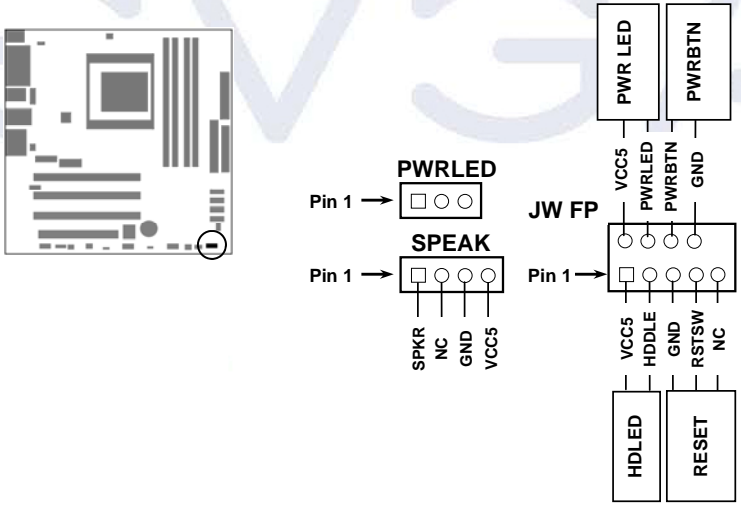 PWR LED
PWRBTN
VCC5
PWRLED
PWRBTN
GND
PWRLED
Pin 1
JW FP
SPEAK
Pin 1
Pin 1
SPKR
NC
GND
VCC5
VCC5
HDDLE
GND
RSTSW
NC
HDLED
RESET